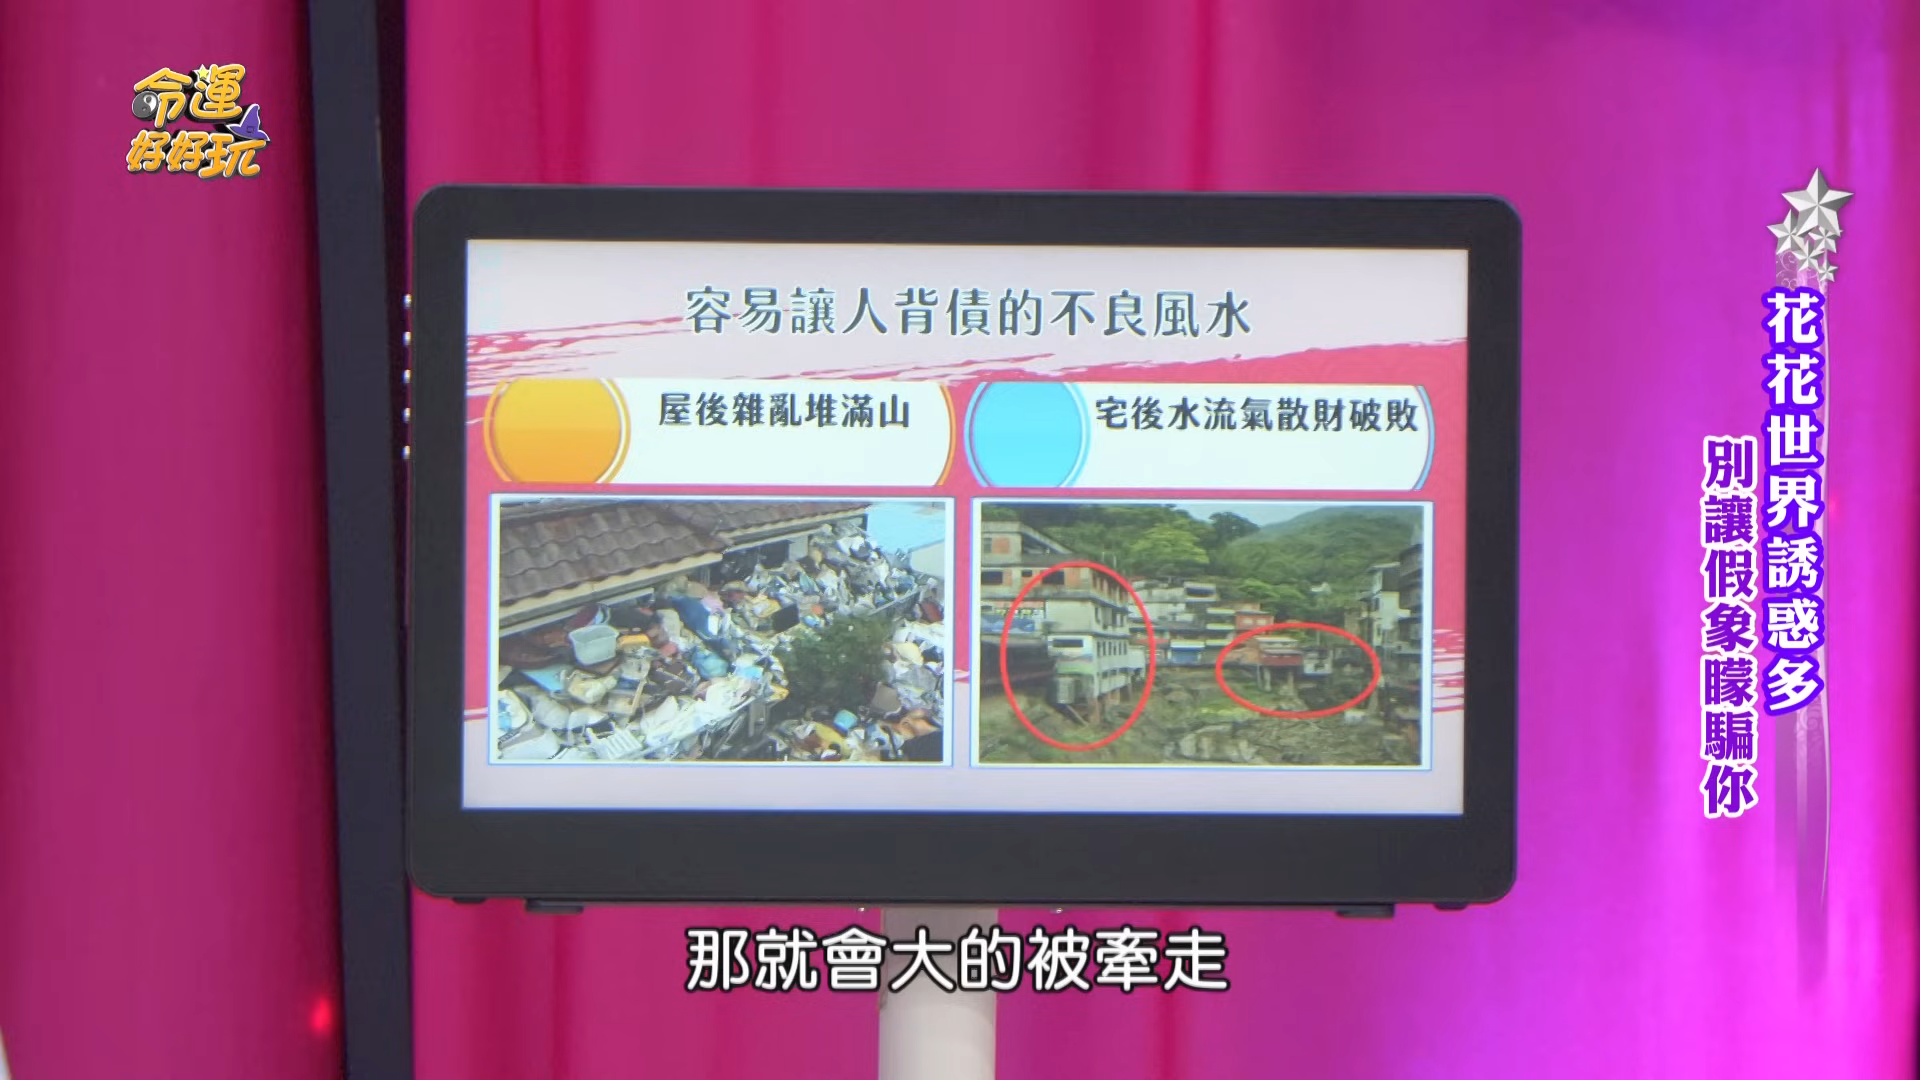 命運
好好玩
容易讓人背債的不良風水
屋後雜亂堆滿山
宅後水流氣散財破敗
花花世界誘惑多
別讓假象矇騙你
那就會大的被牽走